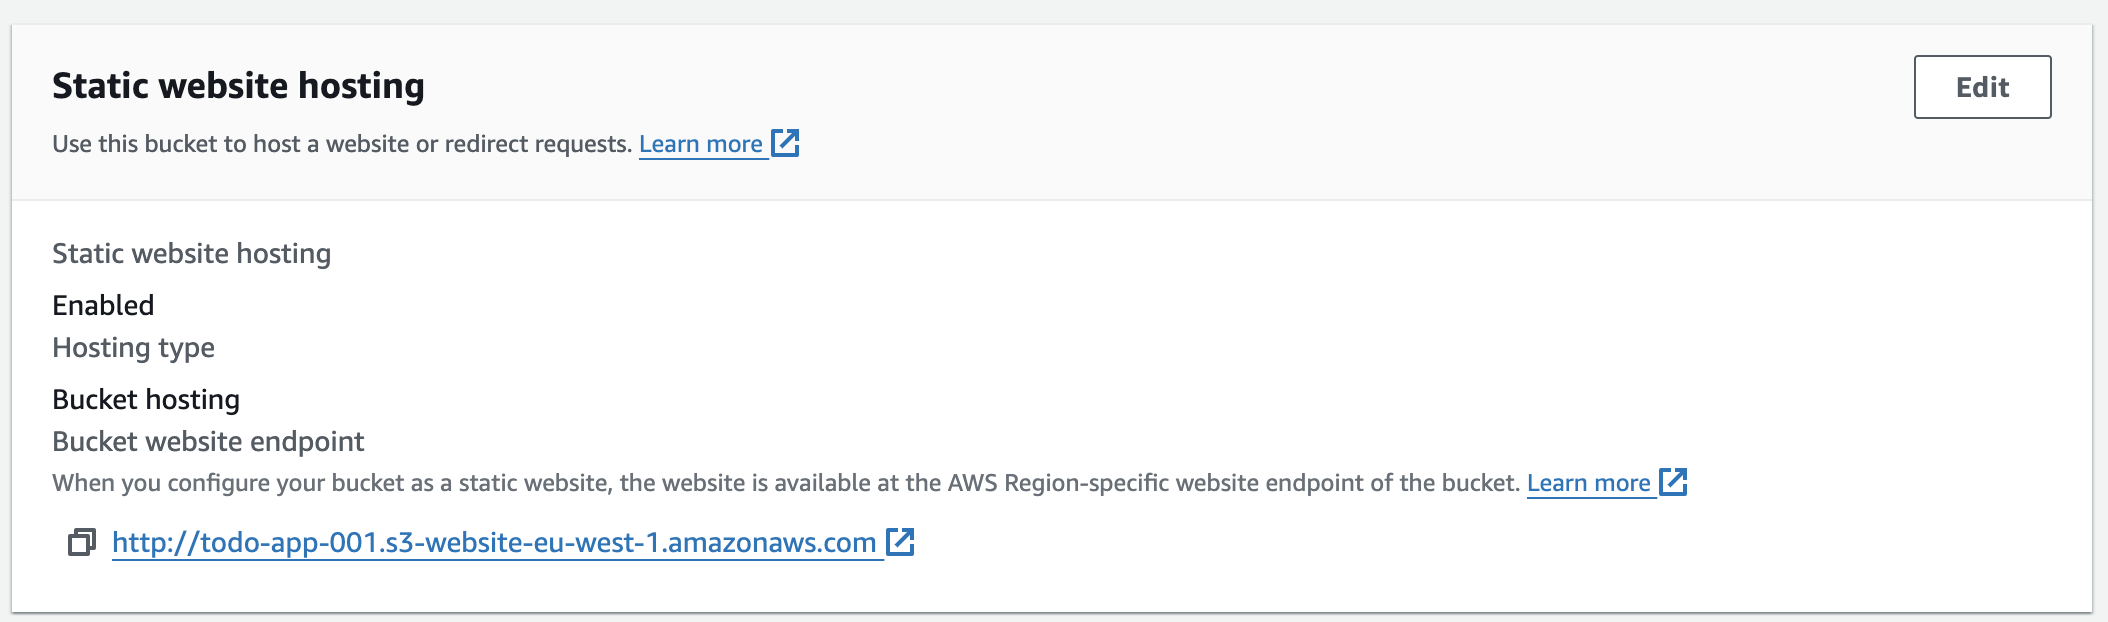 Static website hosting
Edit
Use this bucket to host a website or redirect requests. Learn more
Static website hosting
Enabled
Hosting type
Bucket hosting
Bucket website endpoint
When you configure your bucket as a static website, the website is available at the AWS Region-specific website endpoint of the bucket. Learn more
http://todo-app-001.s3-website-eu-west-1.amazonaws.com